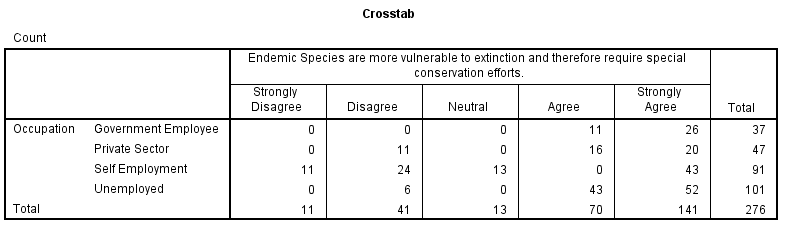 Crosstab
Count
Endemic Species are more vulnerable to extinction and therefore require special
conservation efforts.
Strongly Disagree Disagree Neutral Agree Strongly Agree Total
Occupation Government Employee 0 0 0 11 26 37
Private Sector 0 11 0 16 20 47
Self Employment 11 24 13 0 43 91
Unemployed 0 6 0 43 52 101
Total 11 41 13 70 141 276